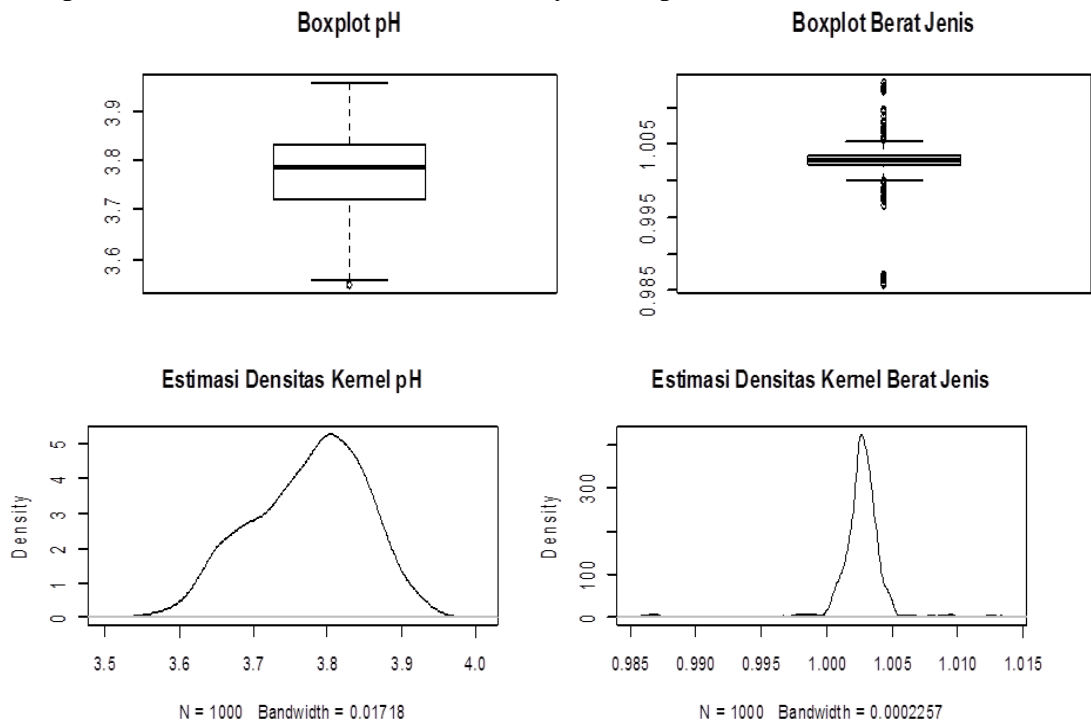 Boxplot pH
Boxplot Berat Jenis
3.9
3.8
3.7
3.6
1.005
0.995
0.985
Estimasi Densitas Kernel pH
Estimasi Densitas Kernel Berat Jenis
Density
5
4
3
2
1
0
3.5 3.6 3.7 3.8 3.9 4.0
N = 1000 Bandwidth = 0.01718
Density
300
100
0
0.985 0.990 0.995 1.000 1.005 1.010 1.015
N = 1000 Bandwidth = 0.0002257